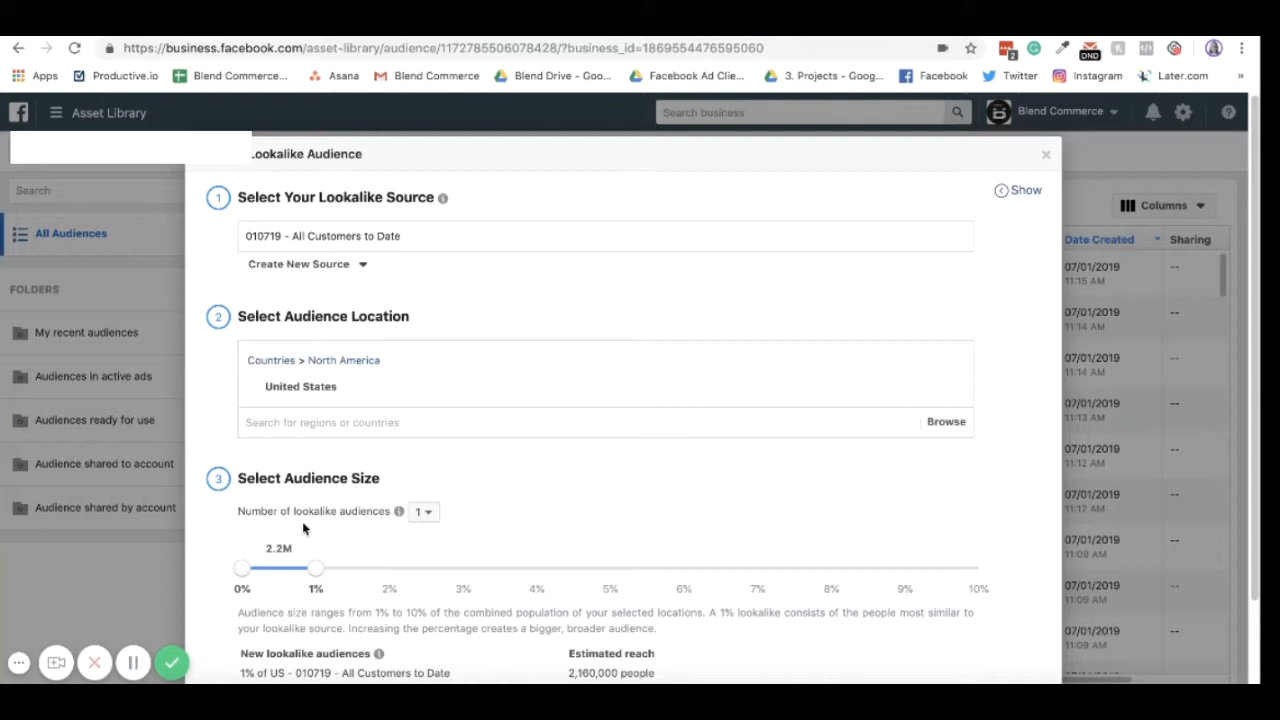 https://business.facebook.com/asset-library/audience/1172785506078428/?business_id=1869554476595060
2
DND
Apps Productive.io Blend Commerce... Asana Blend Commerce Blend Drive - Goo... Facebook Ad Clie... 3. Projects - Goog... Facebook Twitter Instagram Later.com »
Asset Library Search business Blend Commerce
Lookalike Audience
Search
All Audiences
FOLDERS
My recent audiences
Audiences in active ads
Audiences ready for use
Audience shared to account
Audience shared by account
1 Select Your Lookalike Source
Show
010719 - All Customers to Date
Create New Source
2 Select Audience Location
Countries > North America
United States
Search for regions or countries Browse
3 Select Audience Size
Number of lookalike audiences 1
2.2M
0% 1% 2% 3% 4% 5% 6% 7% 8% 9% 10%
Audience size ranges from 1% to 10% of the combined population of your selected locations. A 1% lookalike consists of the people most similar to
your lookalike source. Increasing the percentage creates a bigger, broader audience.
New lookalike audiences Estimated reach
1% of US - 010719 - All Customers to Date 2,160,000 people
Columns
Date Created Sharing
07/01/2019 --
11:15 AM
07/01/2019 --
11:14 AM
07/01/2019 --
11:14 AM
07/01/2019 --
11:13 AM
07/01/2019 --
11:12 AM
07/01/2019 --
11:12 AM
07/01/2019 --
11:09 AM
07/01/2019 --
11:09 AM
07/01/2019 --
11:09 AM